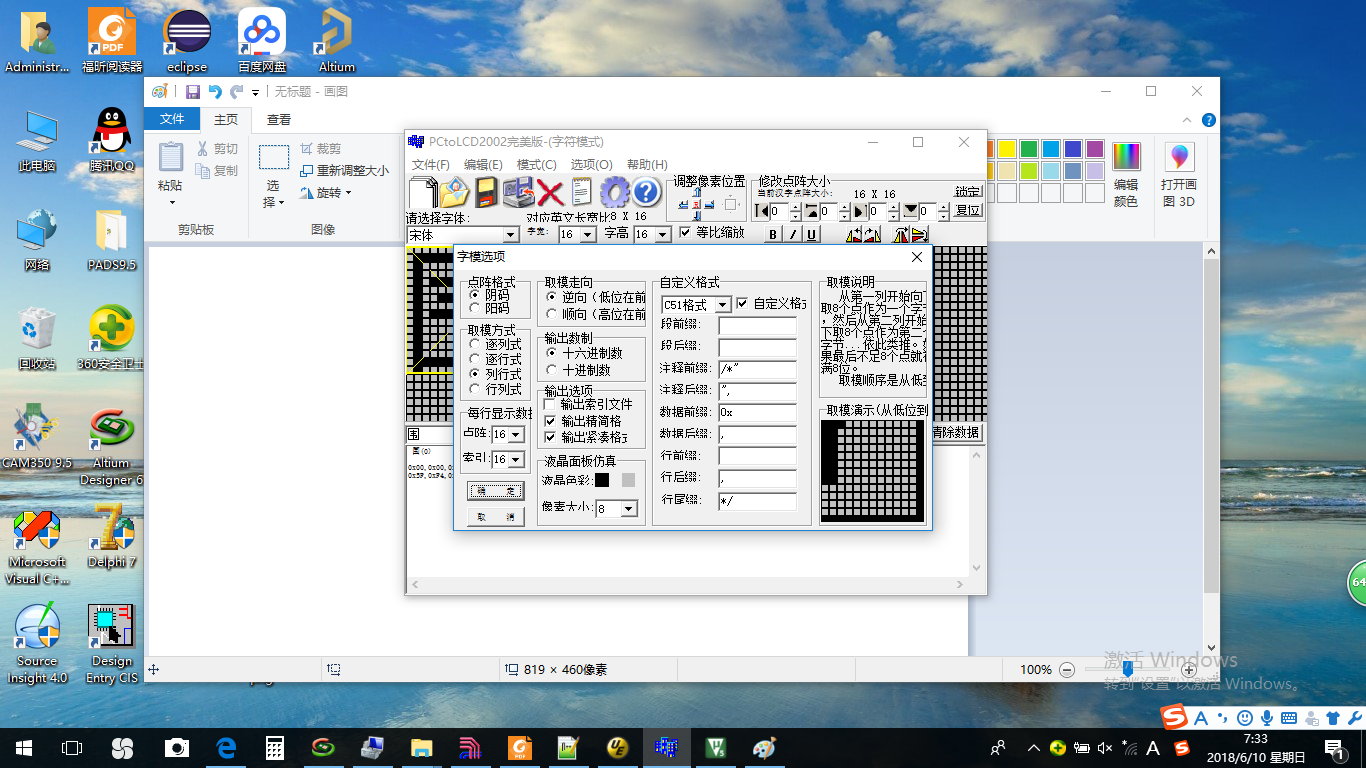 Administr...
福昕阅读器
eclipse
百度网盘
Altium
此电脑
腾讯QQ
网络
PADS9.5
回收站
360安全卫士
CAM350 9.5
Altium
Designer 6
Microsoft
Visual C+...
Delphi 7
Source
Insight 4.0
Design
Entry CIS
无标题 - 画图
文件
主页
查看
粘贴
剪切
复制
剪贴板
选
择
裁剪
重新调整大小
旋转
图像
编辑
颜色
打开画
图 3D
PCtoLCD2002完美版-(字符模式)
文件(F)
编辑(E)
模式(C)
选项(O)
帮助(H)
调整像素位置
修改点阵大小
当前汉字点阵大小:
16 X 16
锁定
复位
0
0
0
0
请选择字体:
对应英文长宽比8 X 16
宋体
字宽:
16
字高
16
等比缩放
B
I
U
围
清除数据
围(0)
字模选项
点阵格式
阴码
阳码
取模方式
逐列式
逐行式
列行式
行列式
每行显示数据
点阵:
16
索引:
16
确 定
取 消
取模走向
逆向(低位在前
顺向(高位在前
输出数制
十六进制数
十进制数
输出选项
输出索引文件
输出精简格
输出紧凑格式
液晶面板仿真
液晶色彩:
像素大小:
8
自定义格式
C51格式
自定义格式
段前缀:
段后缀:
注释前缀:
/*"
注释后缀:
",
数据前缀:
0x
数据后缀:
,
行前缀:
行后缀:
,
行尾缀:
*/
取模说明
从第一列开始向
取8个点作为一个字
,然后从第二列开始
下取8个点作为第二个
字节...依此类推。如
果最后不足8个点就补
满8位。
取模顺序是从低到
取模演示(从低位到
819 × 460像素
100%
激活 Windows
转到"设置"以激活 Windows。
64
7:33
2018/6/10 星期日